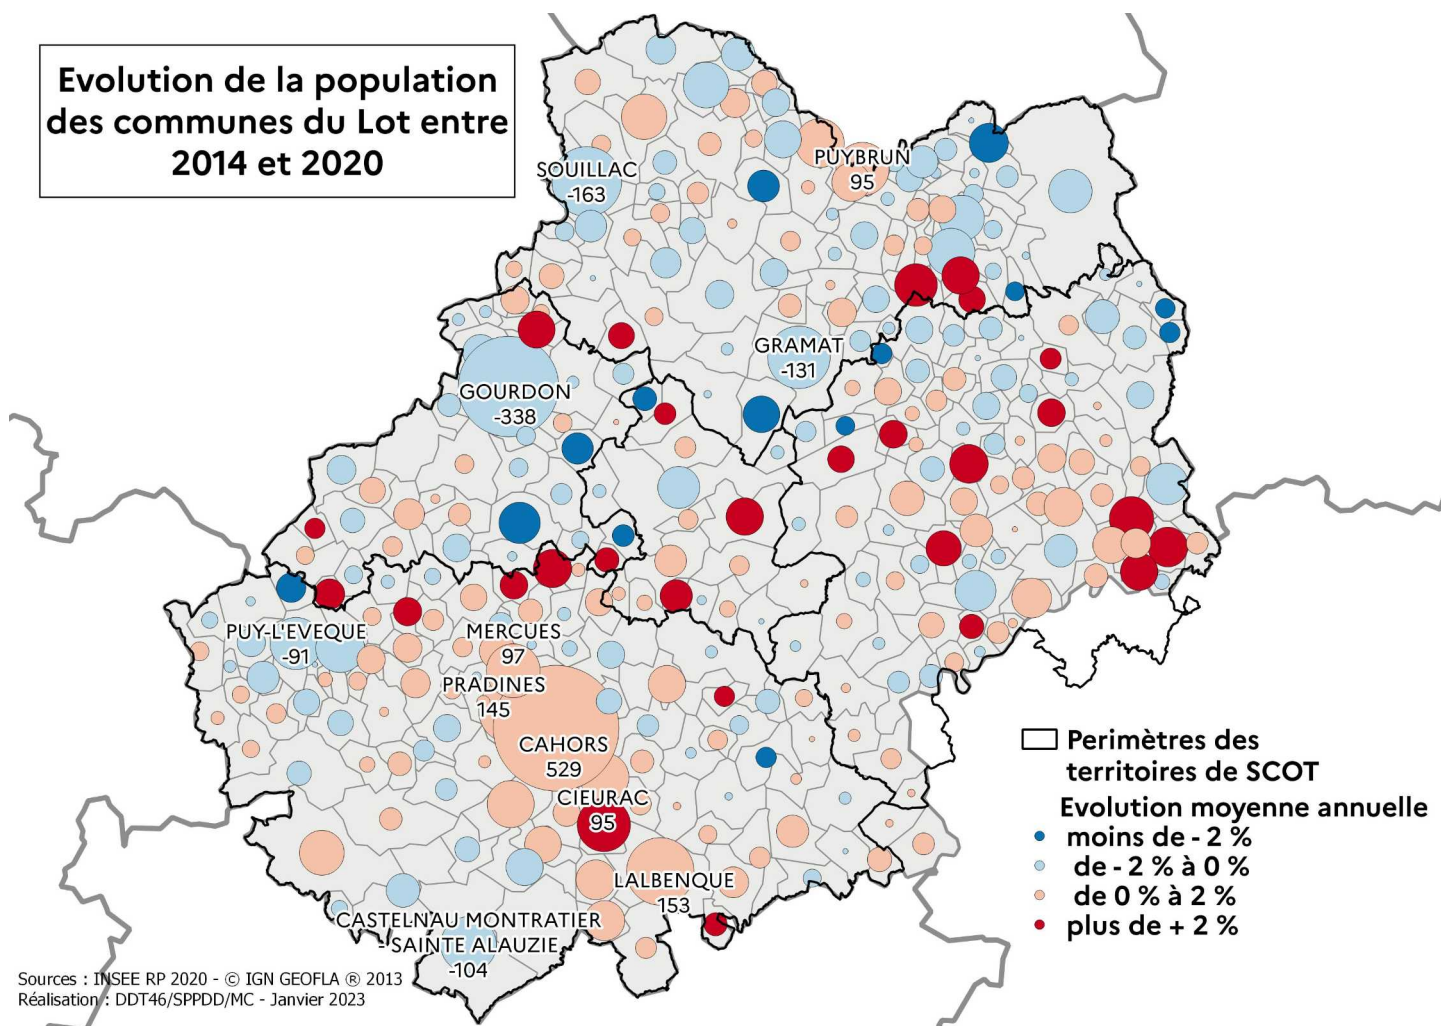 Evolution de la population
des communes du Lot entre
2014 et 2020
PUYBRUN
95
SOUILLAC
-163
GRAMAT
-131
GOURDON
-338
PUY-L'EVEQUE
-91
MERCUES
97
PRADINES
145
CAHORS
529
CIEURAC
95
LALBENQUE
153
CASTELNAU MONTRATIER
- SAINTE ALAUZIE
-104
Perimètres des
territoires de SCOT
Evolution moyenne annuelle
moins de - 2 %
de - 2 % à 0 %
de 0 % à 2 %
plus de + 2 %
Sources : INSEE RP 2020 - © IGN GEOFLA ® 2013
Réalisation : DDT46/SPPDD/MC - Janvier 2023